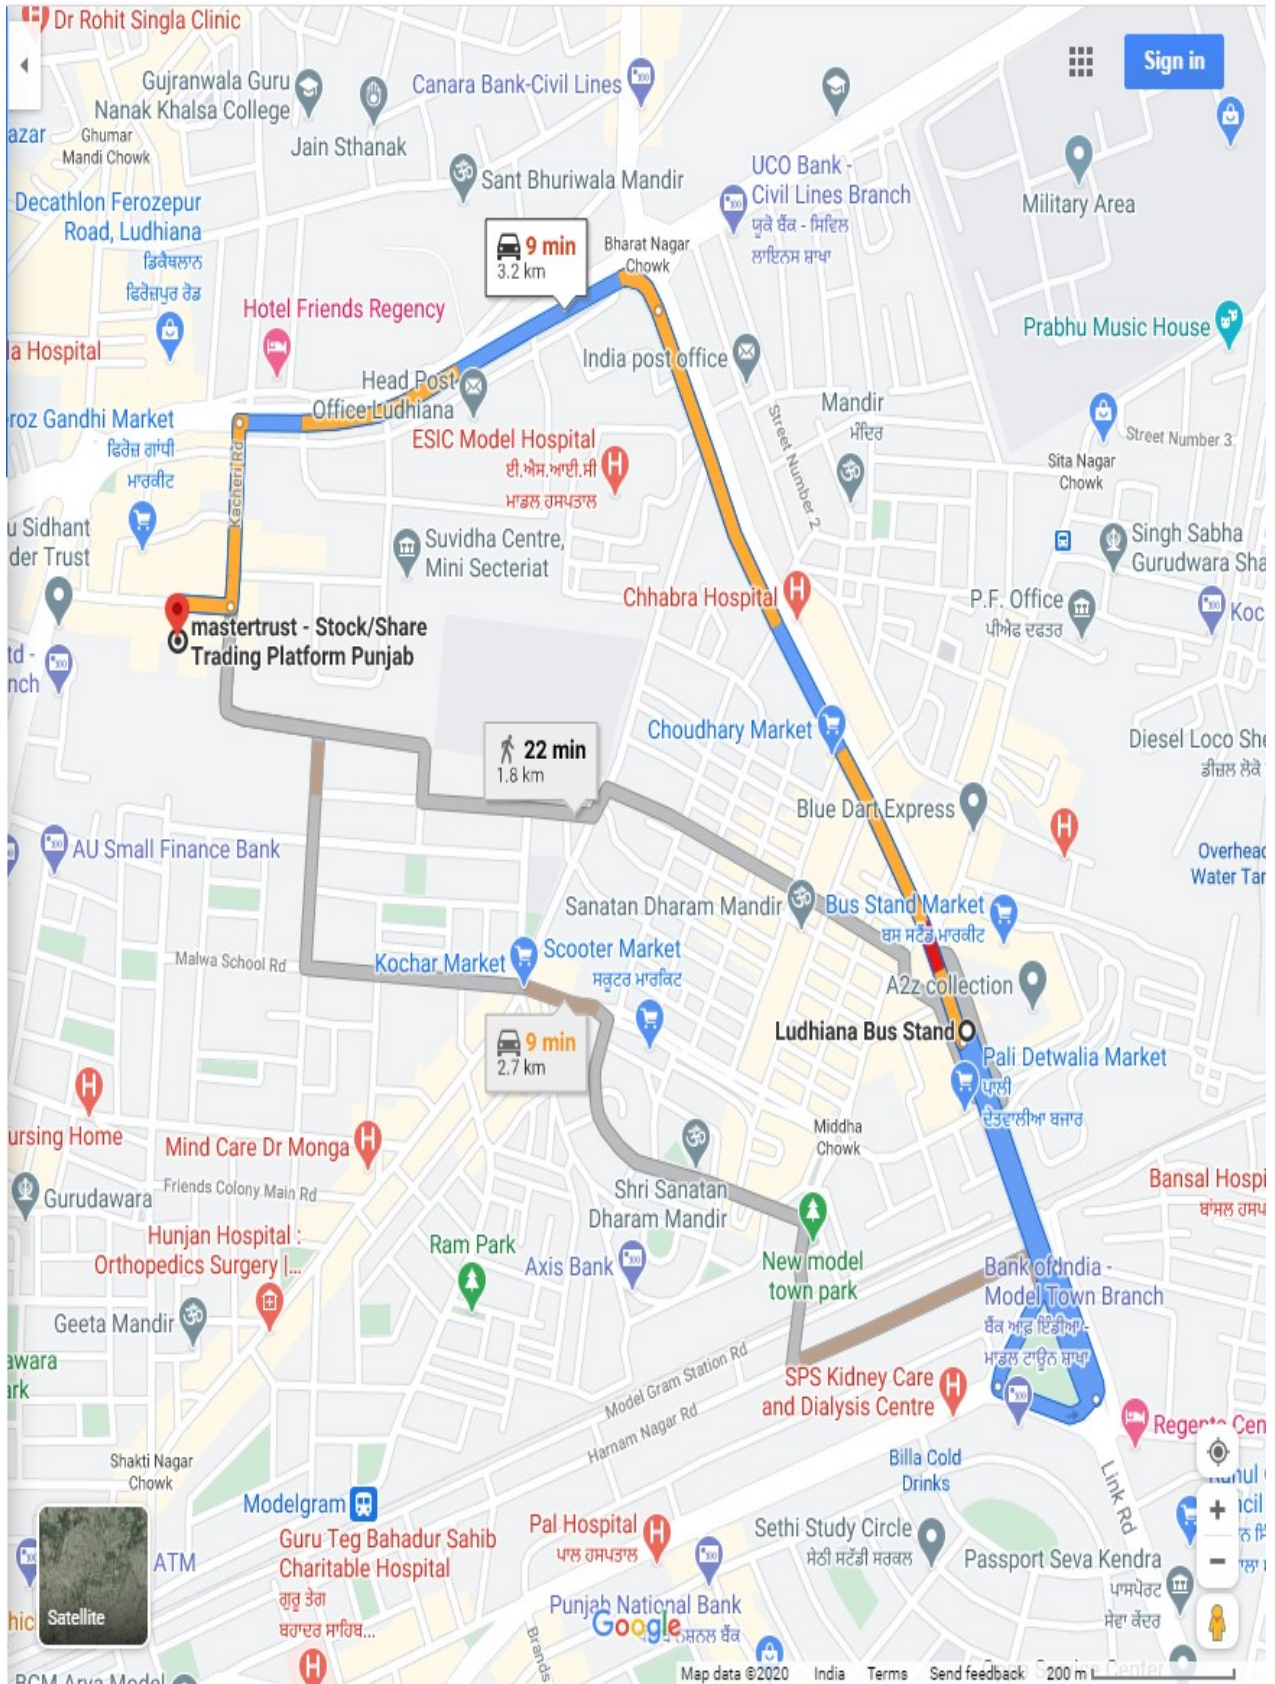 Dr Rohit Singla Clinic
Sign in
Canara Bank-Civil Lines
Gujranwala Guru
Nanak Khalsa College
azar
Ghumar
Mandi Chowk
Jain Sthanak
Sant Bhuriwala Mandir
UCO Bank -
Civil Lines Branch
ਯੂਕੋ ਬੈਂਕ - ਸਿਵਿਲ
ਲਾਇਨਸ ਸ਼ਾਖਾ
Military Area
Decathlon Ferozepur
Road, Ludhiana
ਡਿਕੈਥਲਾਨ
ਫਿਰੋਜ਼ਪੁਰ ਰੋਡ
9 min
3.2 km
Bharat Nagar
Chowk
Hotel Friends Regency
Prabhu Music House
la Hospital
India post office
Head Post
Office Ludhiana
Mandir
ਮੰਦਿਰ
Street Number 2
Street Number 3
Sita Nagar
Chowk
roz Gandhi Market
ਫਿਰੋਜ਼ ਗਾਂਧੀ
ਮਾਰਕੀਟ
Kacheri Rd
ESIC Model Hospital
ਈ.ਐਸ.ਆਈ.ਸੀ
ਮਾਡਲ ਹਸਪਤਾਲ
u Sidhant
der Trust
Suvidha Centre,
Mini Secteriat
Singh Sabha
Gurudwara Sha
Chhabra Hospital
P.F. Office
ਪੀਐਫ ਦਫਤਰ
Koc
mastertrust - Stock/Share
Trading Platform Punjab
td -
nch
Choudhary Market
22 min
1.8 km
Diesel Loco She
ਡੀਜ਼ਲ ਲੋਕੋ
Blue Dart Express
AU Small Finance Bank
Overhead
Water Tan
Sanatan Dharam Mandir
Bus Stand Market
ਬਸ ਸਟੈਂਡ ਮਾਰਕੀਟ
Malwa School Rd
Kochar Market
Scooter Market
ਸਕੂਟਰ ਮਾਰਕਿਟ
A2z collection
9 min
2.7 km
Ludhiana Bus Stand
Pali Detwalia Market
ਪਾਲੀ
ਦੇਤਵਾਲੀਆ ਬਜ਼ਾਰ
Middha
Chowk
ursing Home
Mind Care Dr Monga
Friends Colony Main Rd
Gurudawara
Shri Sanatan
Dharam Mandir
Bansal Hospi
ਬਾਂਸਲ ਹਸਪ
Hunjan Hospital :
Orthopedics Surgery |...
Ram Park
Axis Bank
New model
town park
Bank of India -
Model Town Branch
ਬੈਂਕ ਆਫ਼ ਇੰਡੀਆ -
ਮਾਡਲ ਟਾਊਨ ਸ਼ਾਖਾ
Geeta Mandir
awara
ark
Model Gram Station Rd
Harnam Nagar Rd
SPS Kidney Care
and Dialysis Centre
Regenta Cen
Shakti Nagar
Chowk
Billa Cold
Drinks
Link Rd
ncil
Modelgram
Guru Teg Bahadur Sahib
Charitable Hospital
ਗੁਰੂ ਤੇਗ
ਬਹਾਦਰ ਸਾਹਿਬ...
Pal Hospital
ਪਾਲ ਹਸਪਤਾਲ
Sethi Study Circle
ਸੇਠੀ ਸਟੱਡੀ ਸਰਕਲ
Passport Seva Kendra
ਪਾਸਪੋਰਟ
ਸੇਵਾ ਕੇਂਦਰ
ATM
Satellite
hic
Punjab National Bank
ਨੈਸ਼ਨਲ ਬੈਂਕ
Google
Brands
BCM Arya Model
Map data ©2020 India Terms Send feedback 200 m